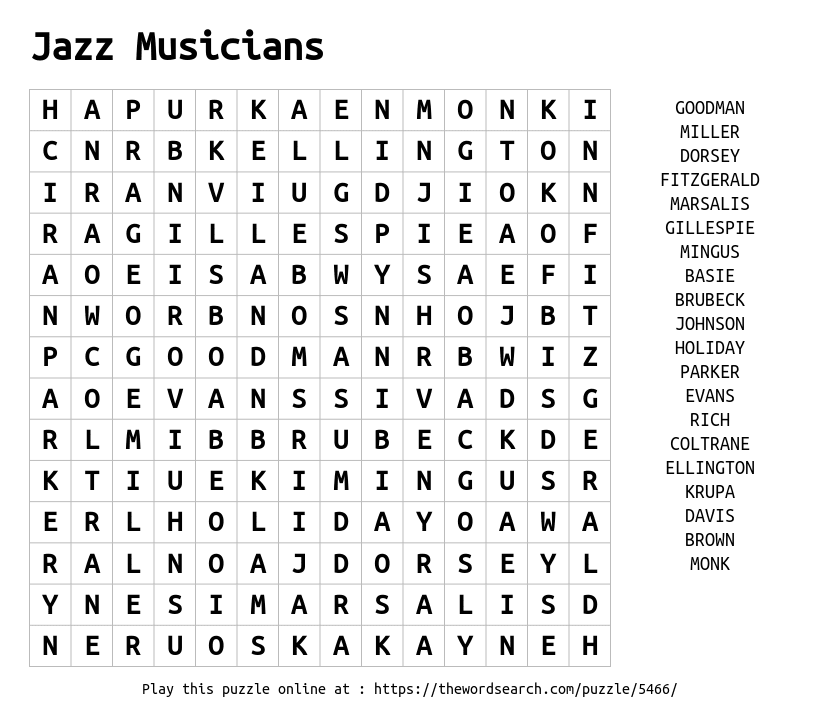 Jazz Musicians
H A P U R K A E N M O N K I
C N R B K E L L I N G T O N
I R A N V I U G D J I O K N
R A G I L L E S P I E A O F
A O E I S A B W Y S A E F I
N W O R B N O S N H O J B T
P C G O O D M A N R B W I Z
A O E V A N S S I V A D S G
R L M I B B R U B E C K D E
K T I U E K I M I N G U S R
E R L H O L I D A Y O A W A
R A L N O A J D O R S E Y L
Y N E S I M A R S A L I S D
N E R U O S K A K A Y N E H
GOODMAN
MILLER
DORSEY
FITZGERALD
MARSALIS
GILLESPIE
MINGUS
BASIE
BRUBECK
JOHNSON
HOLIDAY
PARKER
EVANS
RICH
COLTRANE
ELLINGTON
KRUPA
DAVIS
BROWN
MONK
Play this puzzle online at : https://thewordsearch.com/puzzle/5466/